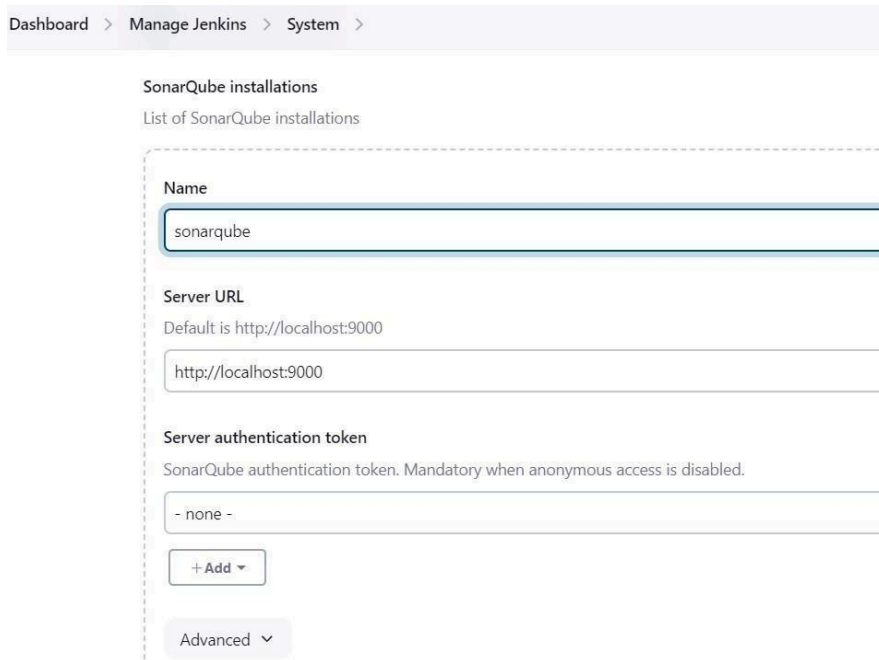 Dashboard > Manage Jenkins > System >
SonarQube installations
List of SonarQube installations
Name
sonarqube
Server URL
Default is http://localhost:9000
http://localhost:9000
Server authentication token
SonarQube authentication token. Mandatory when anonymous access is disabled.
- none -
+ Add
Advanced